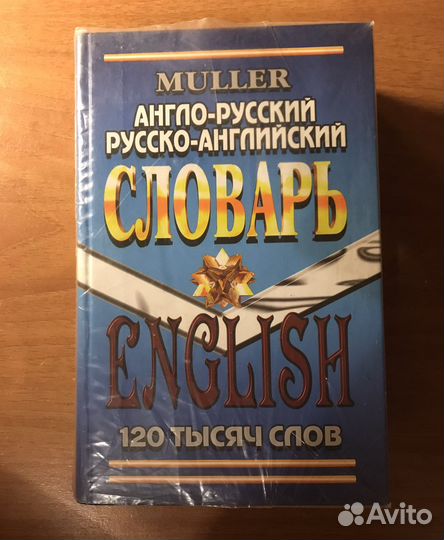 MULLER
АНГЛО-РУССКИЙ
РУССКО-АНГЛИЙСКИЙ
СЛОВАРЬ
ENGLISH
120 ТЫСЯЧ СЛОВ
Avito